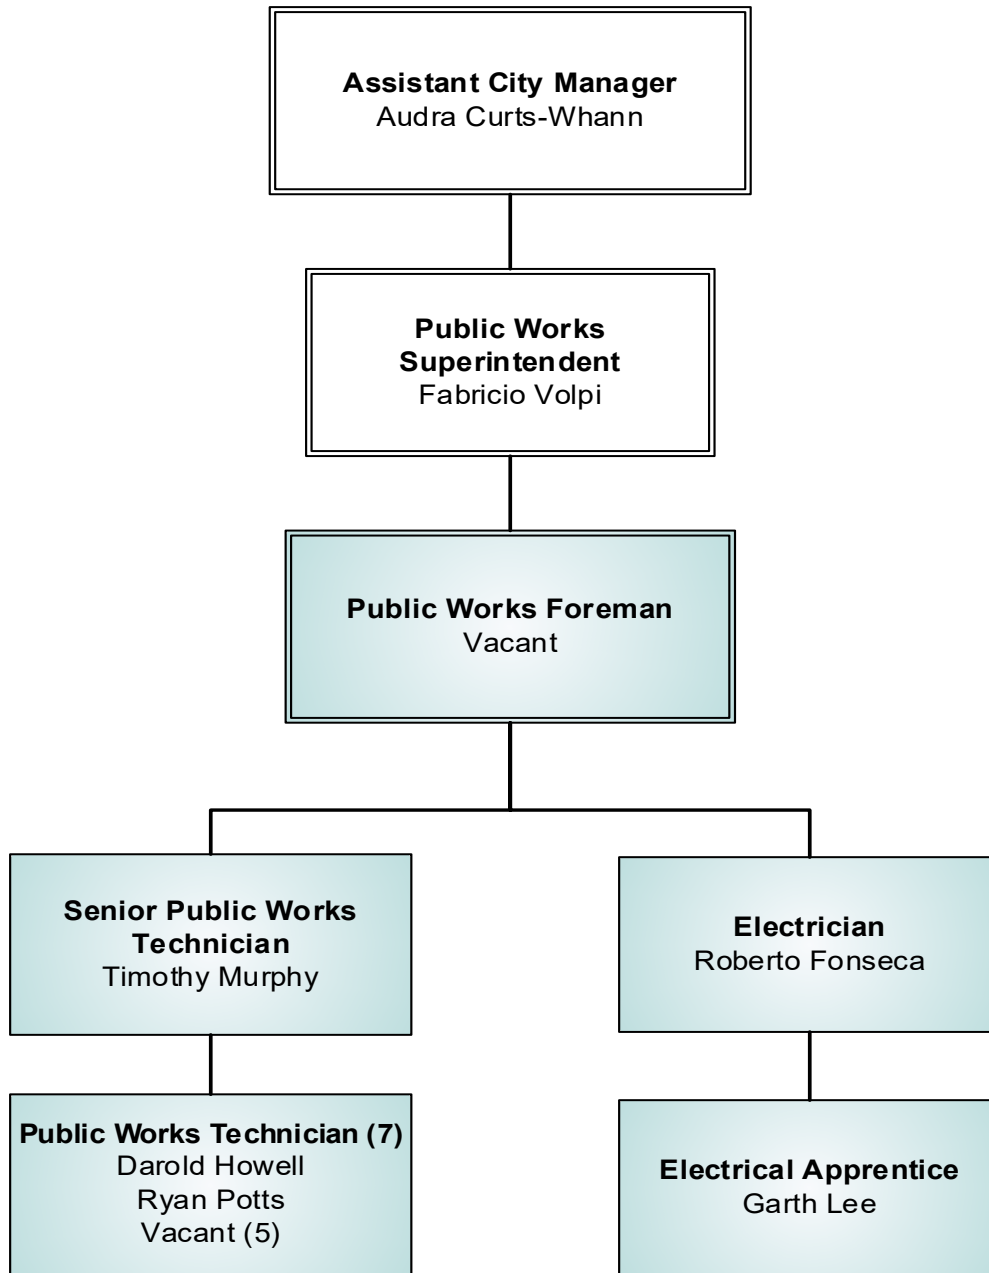 Assistant City Manager
Audra Curts-Whann
Public Works
Superintendent
Fabricio Volpi
Public Works Foreman
Vacant
Senior Public Works
Technician
Timothy Murphy
Electrician
Roberto Fonseca
Public Works Technician (7)
Darold Howell
Ryan Potts
Vacant (5)
Electrical Apprentice
Garth Lee